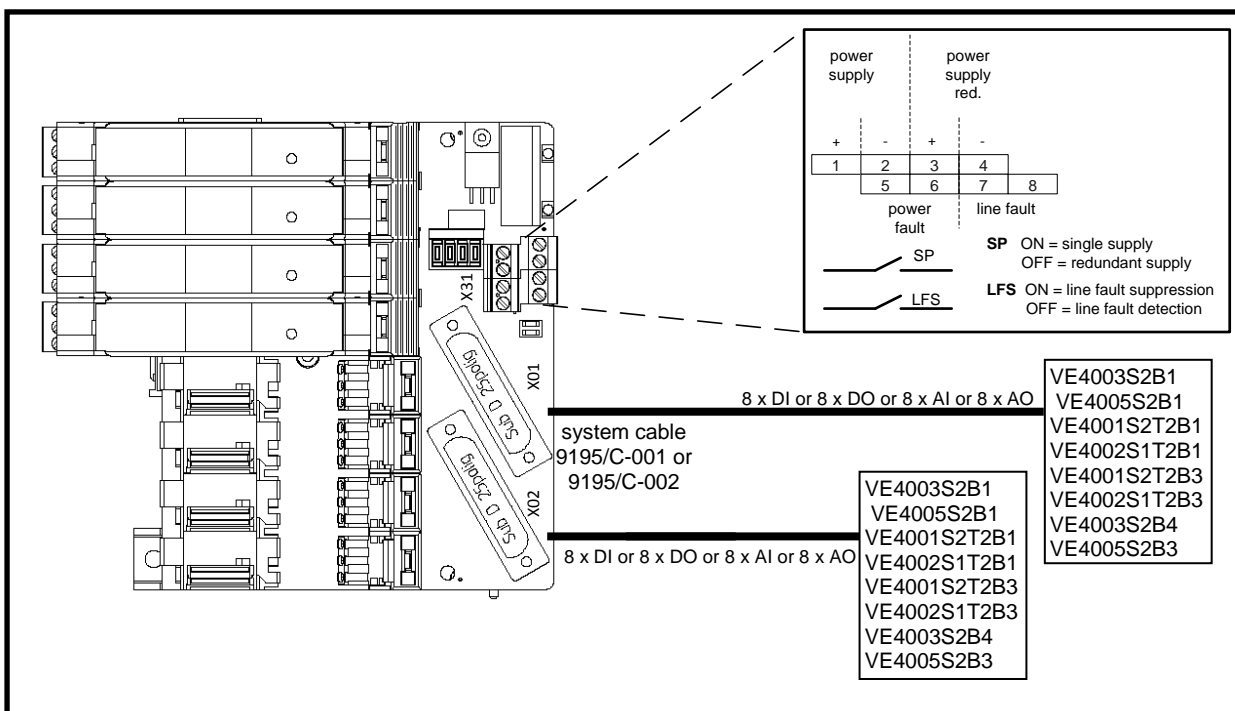 power supply
power supply red.
+ - + -
1 2 3 4
5 6 7 8
power fault
line fault
SP
SP ON = single supply
OFF = redundant supply
LFS
LFS ON = line fault suppression
OFF = line fault detection
X31
X01
Sub D 25polig
X02
Sub D 25polig
8 x DI or 8 x DO or 8 x AI or 8 x AO
system cable
9195/C-001 or
9195/C-002
8 x DI or 8 x DO or 8 x AI or 8 x AO
VE4003S2B1
VE4005S2B1
VE4001S2T2B1
VE4002S1T2B1
VE4001S2T2B3
VE4002S1T2B3
VE4003S2B4
VE4005S2B3
VE4003S2B1
VE4005S2B1
VE4001S2T2B1
VE4002S1T2B1
VE4001S2T2B3
VE4002S1T2B3
VE4003S2B4
VE4005S2B3